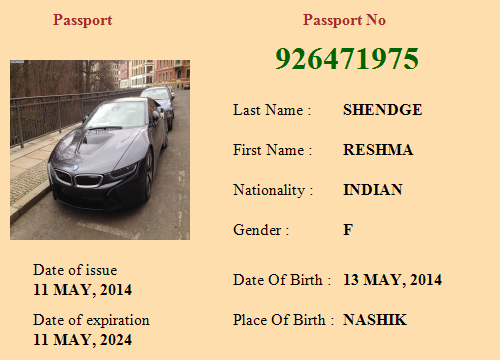 Passport
Passport No
926471975
Last Name : SHENDGE
First Name : RESHMA
Nationality : INDIAN
Gender : F
Date of issue
11 MAY, 2014
Date Of Birth : 13 MAY, 2014
Date of expiration
11 MAY, 2024
Place Of Birth : NASHIK